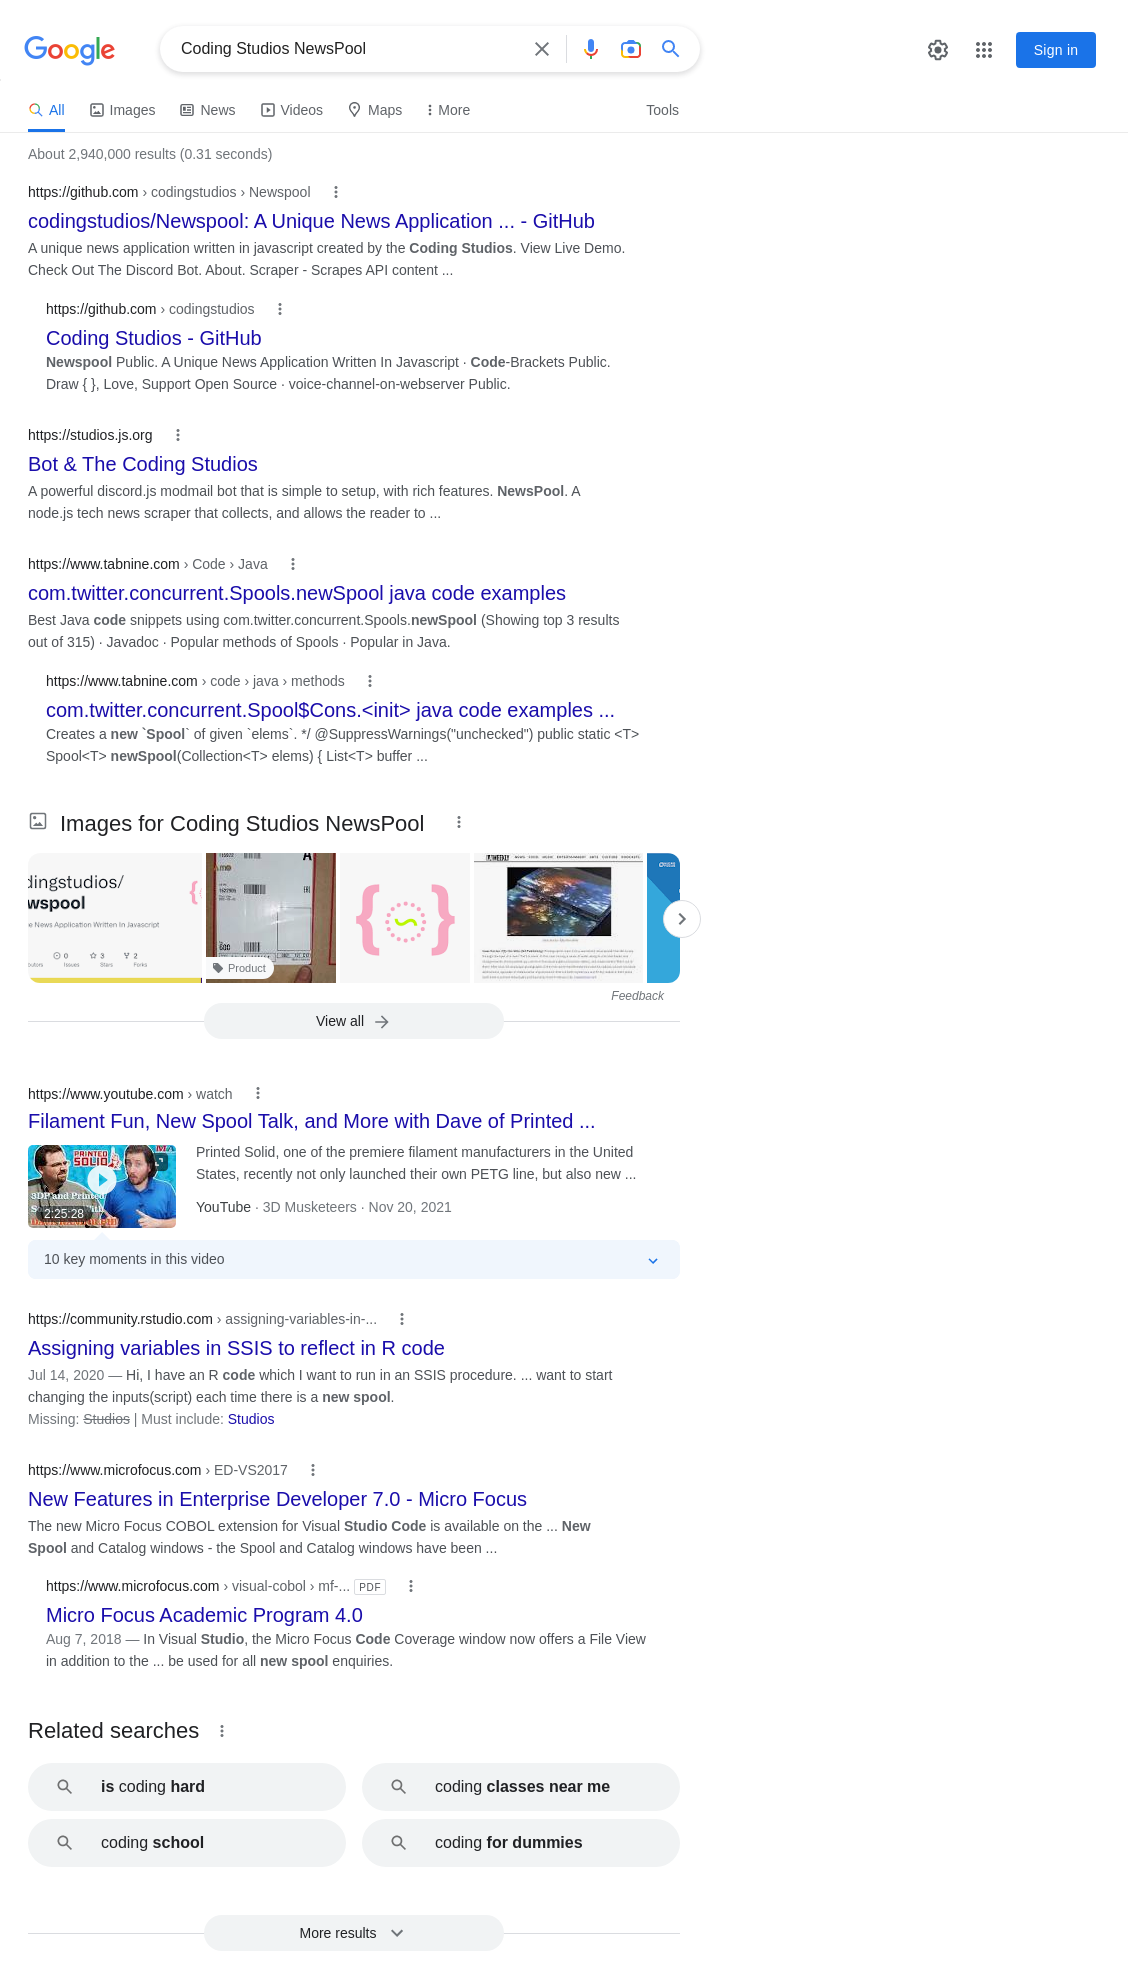 Google
Coding Studios NewsPool
Sign in
All
Images
News
Videos
Maps
More
Tools
About 2,940,000 results (0.31 seconds)
https://github.com › codingstudios › Newspool
codingstudios/Newspool: A Unique News Application ... - GitHub
A unique news application written in javascript created by the Coding Studios. View Live Demo.
Check Out The Discord Bot. About. Scraper - Scrapes API content ...
https://github.com › codingstudios
Coding Studios - GitHub
Newspool Public. A Unique News Application Written In Javascript · Code-Brackets Public.
Draw { }, Love, Support Open Source · voice-channel-on-webserver Public.
https://studios.js.org
Bot & The Coding Studios
A powerful discord.js modmail bot that is simple to setup, with rich features. NewsPool. A
node.js tech news scraper that collects, and allows the reader to ...
https://www.tabnine.com › Code › Java
com.twitter.concurrent.Spools.newSpool java code examples
Best Java code snippets using com.twitter.concurrent.Spools.newSpool (Showing top 3 results
out of 315) · Javadoc · Popular methods of Spools · Popular in Java.
https://www.tabnine.com › code › java › methods
com.twitter.concurrent.Spool$Cons.<init> java code examples ...
Creates a new `Spool` of given `elems`. */ @SuppressWarnings("unchecked") public static <T>
Spool<T> newSpool(Collection<T> elems) { List<T> buffer ...
Images for Coding Studios NewsPool
dingstudios/
wspool
e News Application Written In Javascript
0
3
2
utors
Issues
Stars
Forks
Product
WEEKLY
Feedback
View all
https://www.youtube.com › watch
Filament Fun, New Spool Talk, and More with Dave of Printed ...
PRINTED
SOLID
3DP and Printed
With
2:25:28
Printed Solid, one of the premiere filament manufacturers in the United
States, recently not only launched their own PETG line, but also new ...
YouTube · 3D Musketeers · Nov 20, 2021
10 key moments in this video
https://community.rstudio.com › assigning-variables-in-...
Assigning variables in SSIS to reflect in R code
Jul 14, 2020 — Hi, I have an R code which I want to run in an SSIS procedure. ... want to start
changing the inputs(script) each time there is a new spool.
Missing: Studios | Must include: Studios
https://www.microfocus.com › ED-VS2017
New Features in Enterprise Developer 7.0 - Micro Focus
The new Micro Focus COBOL extension for Visual Studio Code is available on the ... New
Spool and Catalog windows - the Spool and Catalog windows have been ...
https://www.microfocus.com › visual-cobol › mf-... PDF
Micro Focus Academic Program 4.0
Aug 7, 2018 — In Visual Studio, the Micro Focus Code Coverage window now offers a File View
in addition to the ... be used for all new spool enquiries.
Related searches
is coding hard
coding classes near me
coding school
coding for dummies
More results